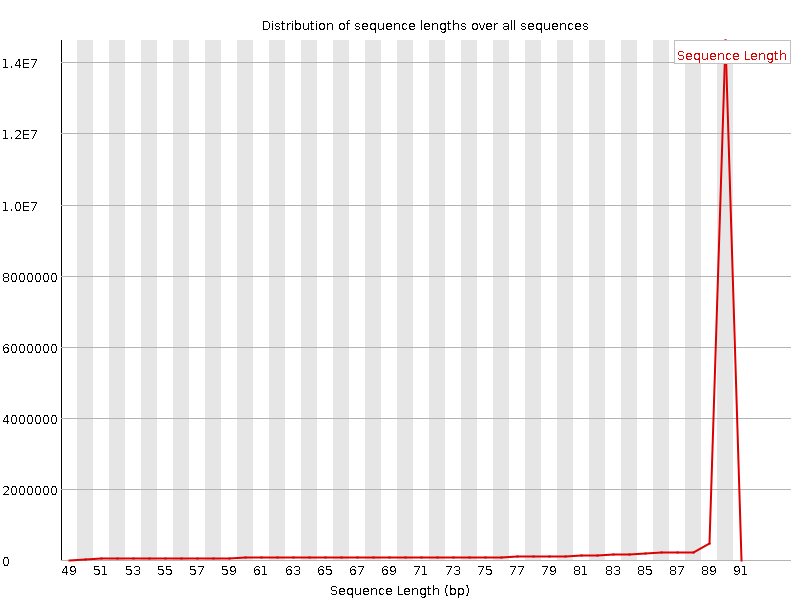 Distribution of sequence lengths over all sequences
Sequence Length
1.4E7
1.2E7
1.0E7
8000000
6000000
4000000
2000000
0
49 51 53 55 57 59 61 63 65 67 69 71 73 75 77 79 81 83 85 87 89 91
Sequence Length (bp)